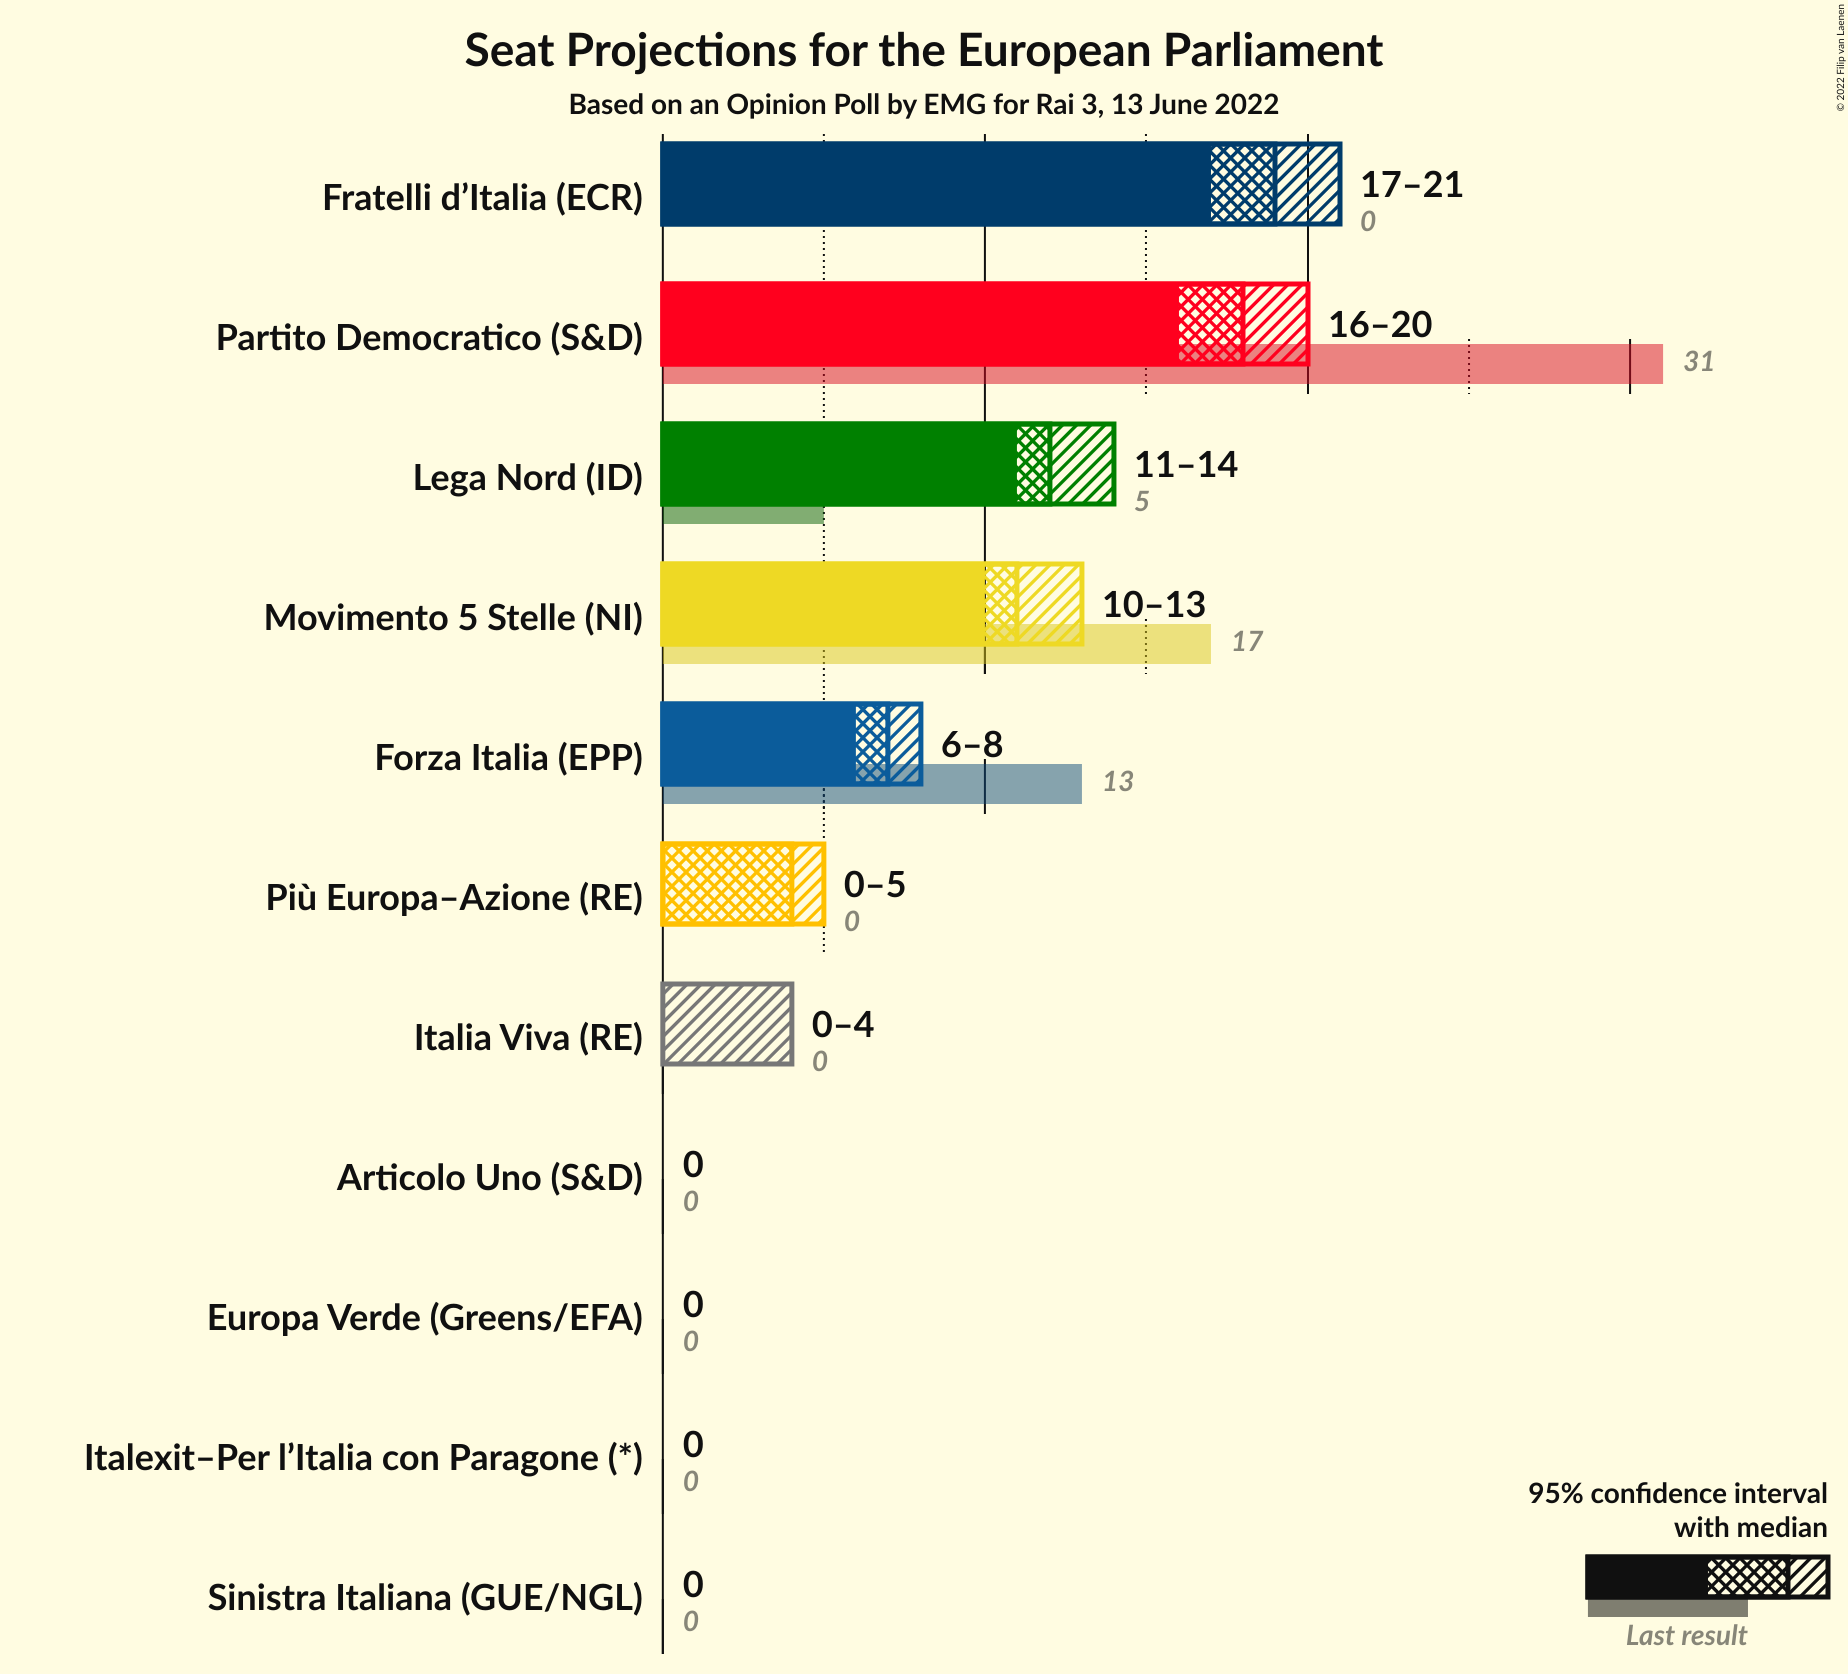 Seat Projections for the European Parliament
Based on an Opinion Poll by EMG for Rai 3, 13 June 2022
© 2022 Filip van Laenen
Fratelli d’Italia (ECR)
17–21
0
Partito Democratico (S&D)
16–20
31
Lega Nord (ID)
11–14
5
Movimento 5 Stelle (NI)
10–13
17
Forza Italia (EPP)
6–8
13
Più Europa–Azione (RE)
0–5
0
Italia Viva (RE)
0–4
0
Articolo Uno (S&D)
0
0
Europa Verde (Greens/EFA)
0
0
Italexit–Per l’Italia con Paragone (*)
0
0
Sinistra Italiana (GUE/NGL)
0
0
95% confidence interval
with median
Last result